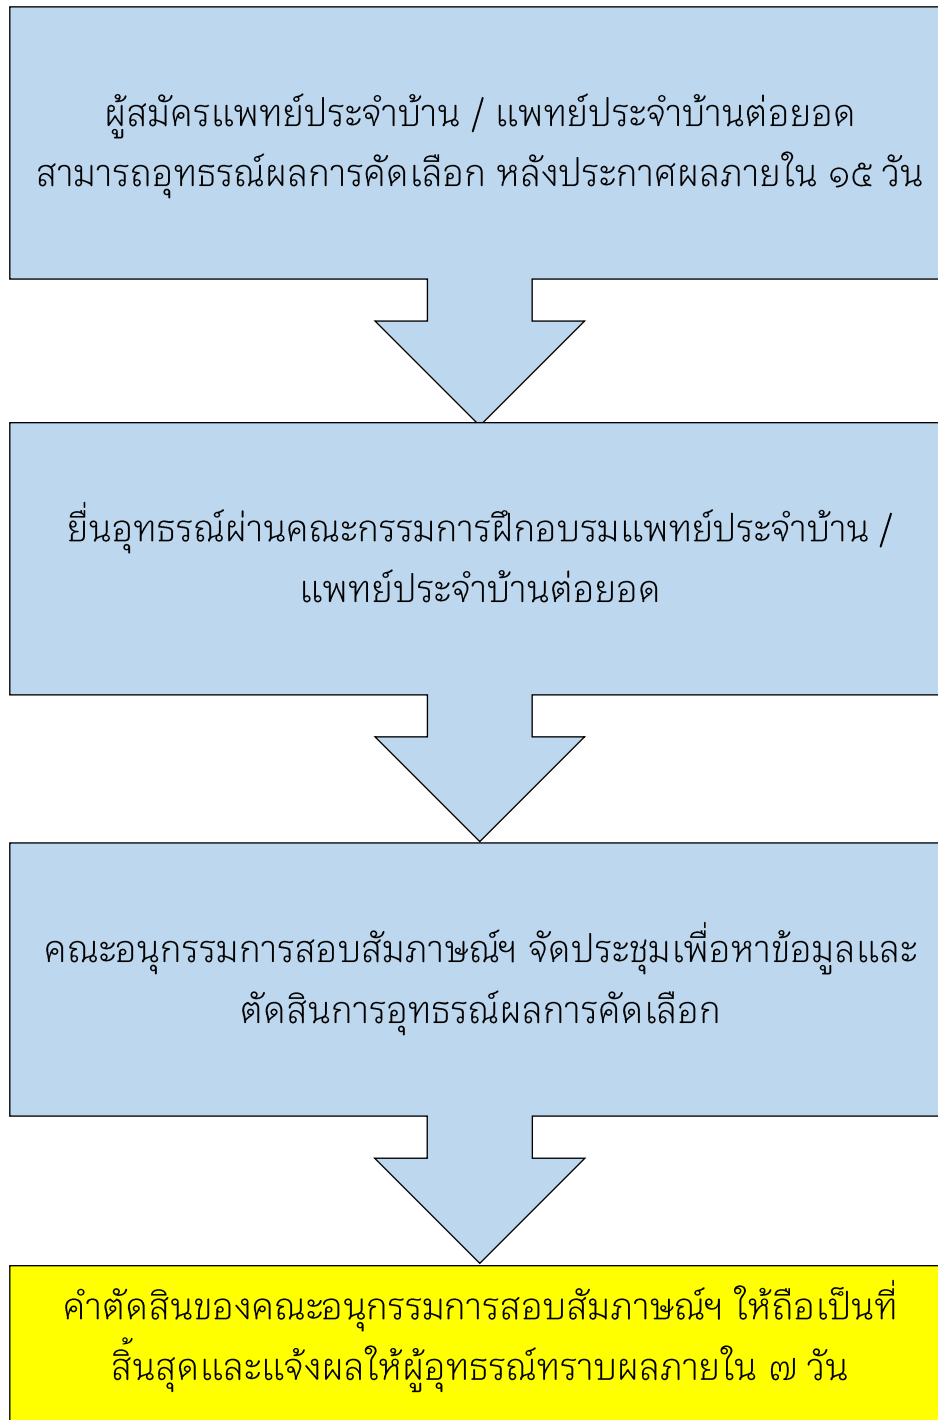 ผู้สมัครแพทย์ประจำบ้าน / แพทย์ประจำบ้านต่อยอด
สามารถอุทธรณ์ผลการคัดเลือก หลังประกาศผลภายใน ๑๕ วัน
ยื่นอุทธรณ์ผ่านคณะกรรมการฝึกอบรมแพทย์ประจำบ้าน /
แพทย์ประจำบ้านต่อยอด
คณะอนุกรรมการสอบสัมภาษณ์ฯ จัดประชุมเพื่อหาข้อมูลและ
ตัดสินการอุทธรณ์ผลการคัดเลือก
คำตัดสินของคณะอนุกรรมการสอบสัมภาษณ์ฯ ให้ถือเป็นที่
สิ้นสุดและแจ้งผลให้ผู้อุทธรณ์ทราบผลภายใน ๗ วัน